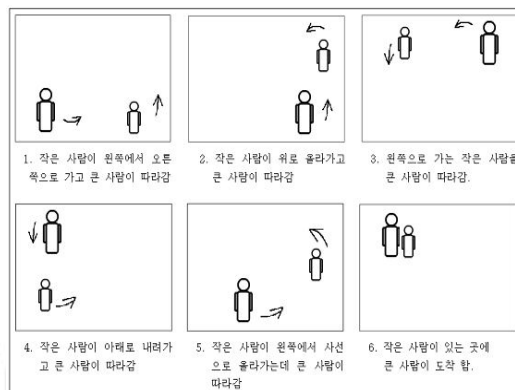 1. 작은 사람이 왼쪽에서 오른
쪽으로 가고 큰 사람이 따라감
2. 작은 사람이 위로 올라가고
큰 사람이 따라감
3. 왼쪽으로 가는 작은 사람을
큰 사람이 따라감.
4. 작은 사람이 아래로 내려가
고 큰 사람이 따라감
5. 작은 사람이 왼쪽에서 사선
으로 올라가는데 큰 사람이
따라감
6. 작은 사람이 있는 곳에
큰 사람이 도착 함.